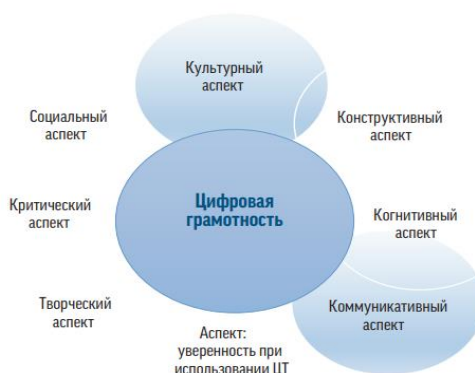 Культурный
аспект
Социальный
аспект
Конструктивный
аспект
Критический
аспект
Цифровая
грамотность
Когнитивный
аспект
Творческий
аспект
Коммуникативный
аспект
Аспект:
уверенность при
использовании ЦТ